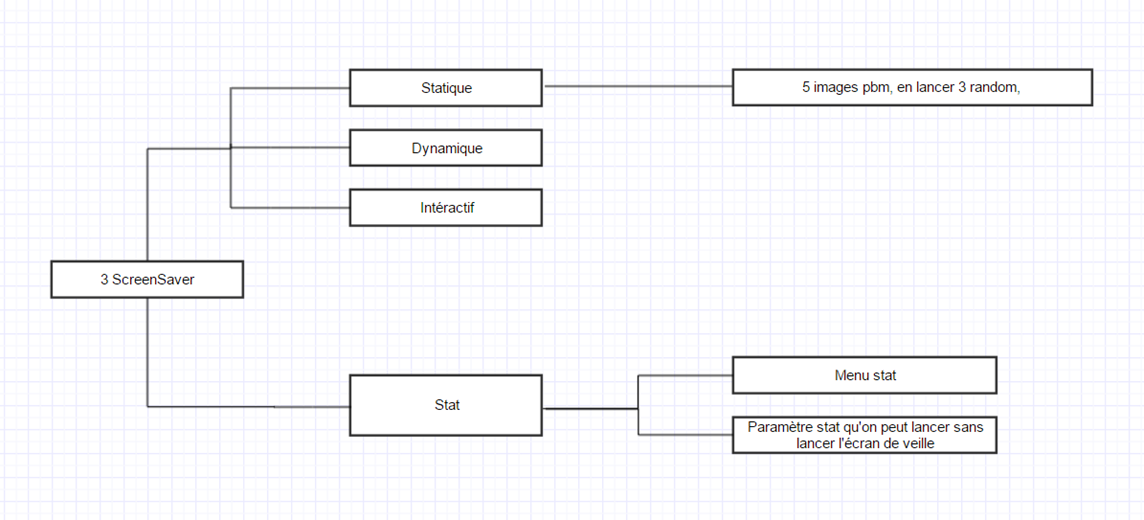 Statique
5 images pbm, en lancer 3 random,
Dynamique
Intéractif
3 ScreenSaver
Stat
Menu stat
Paramètre stat qu'on peut lancer sans
lancer l'écran de veille